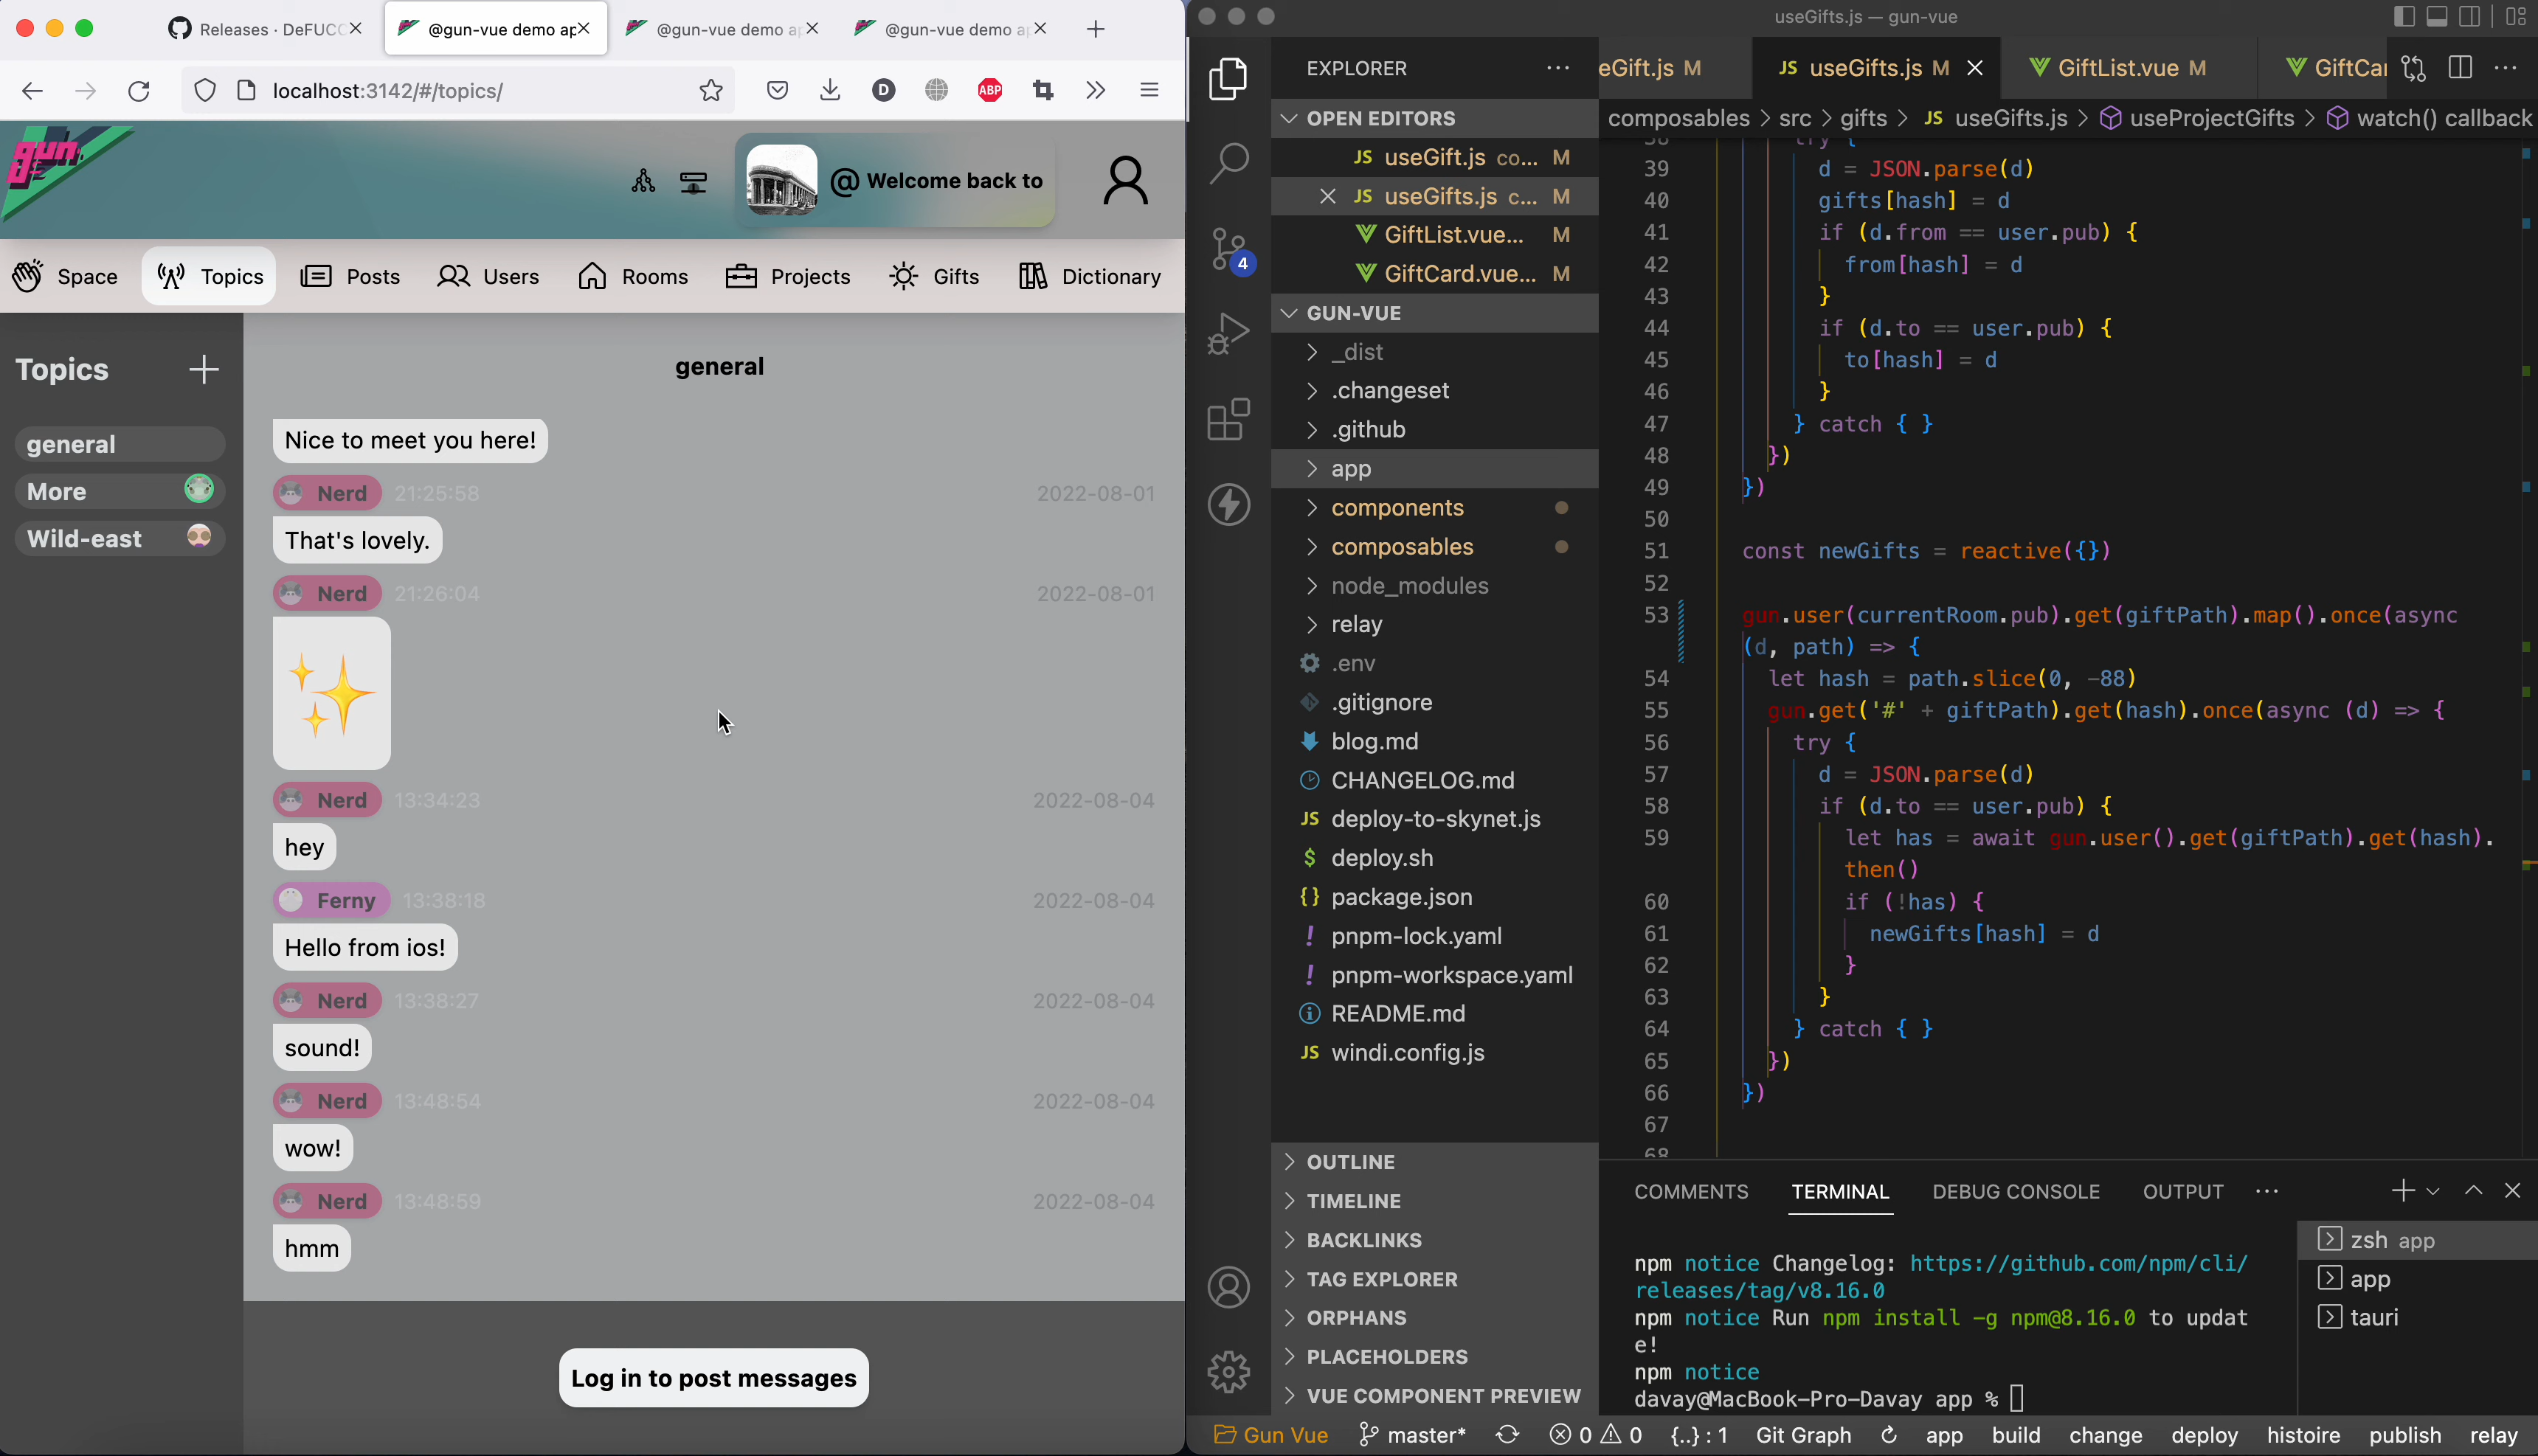 Releases · DeFUCC
@gun-vue demo ap
@gun-vue demo ap
@gun-vue demo ap
localhost:3142/#/topics/
D
ABP
gun
@ Welcome back to
Space
Topics
Posts
Users
Rooms
Projects
Gifts
Dictionary
Topics
general
More
Wild-east
general
Nice to meet you here!
Nerd 21:25:58 2022-08-01
That's lovely.
Nerd 21:26:04 2022-08-01
✨
Nerd 13:34:23 2022-08-04
hey
Ferny 13:38:18 2022-08-04
Hello from ios!
Nerd 13:38:27 2022-08-04
sound!
Nerd 13:48:54 2022-08-04
wow!
Nerd 13:48:59 2022-08-04
hmm
Log in to post messages
useGifts.js — gun-vue
4
EXPLORER
OPEN EDITORS
JS useGift.js co... M
JS useGifts.js c... M
GiftList.vue... M
GiftCard.vue... M
GUN-VUE
_dist
.changeset
.github
app
components
composables
node_modules
relay
.env
.gitignore
blog.md
CHANGELOG.md
JS deploy-to-skynet.js
$ deploy.sh
{} package.json
! pnpm-lock.yaml
! pnpm-workspace.yaml
README.md
JS windi.config.js
OUTLINE
TIMELINE
BACKLINKS
TAG EXPLORER
ORPHANS
PLACEHOLDERS
VUE COMPONENT PREVIEW
eGift.js M
JS useGifts.js M
GiftList.vue M
GiftCar
composables > src > gifts > JS useGifts.js > useProjectGifts > watch() callback
38 try {
39 d = JSON.parse(d)
40 gifts[hash] = d
41 if (d.from == user.pub) {
42 from[hash] = d
43 }
44 if (d.to == user.pub) {
45 to[hash] = d
46 }
47 } catch { }
48 })
49 })
50
51 const newGifts = reactive({})
52
53 gun.user(currentRoom.pub).get(giftPath).map().once(async
(d, path) => {
54 let hash = path.slice(0, -88)
55 gun.get('#' + giftPath).get(hash).once(async (d) => {
56 try {
57 d = JSON.parse(d)
58 if (d.to == user.pub) {
59 let has = await gun.user().get(giftPath).get(hash).
then()
60 if (!has) {
61 newGifts[hash] = d
62 }
63 }
64 } catch { }
65 })
66 })
67
68
COMMENTS
TERMINAL
DEBUG CONSOLE
OUTPUT
npm notice Changelog: https://github.com/npm/cli/
releases/tag/v8.16.0
npm notice Run npm install -g npm@8.16.0 to updat
e!
npm notice
davay@MacBook-Pro-Davay app %
zsh app
app
tauri
Gun Vue
master*
0
0
{..} : 1
Git Graph
app
build
change
deploy
histoire
publish
relay